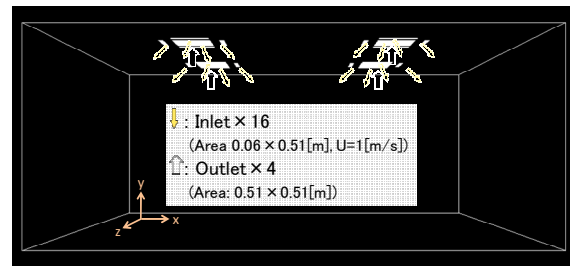 : Inlet × 16
(Area 0.06 × 0.51[m], U=1[m/s])
: Outlet × 4
(Area: 0.51 × 0.51[m])
y
x
z